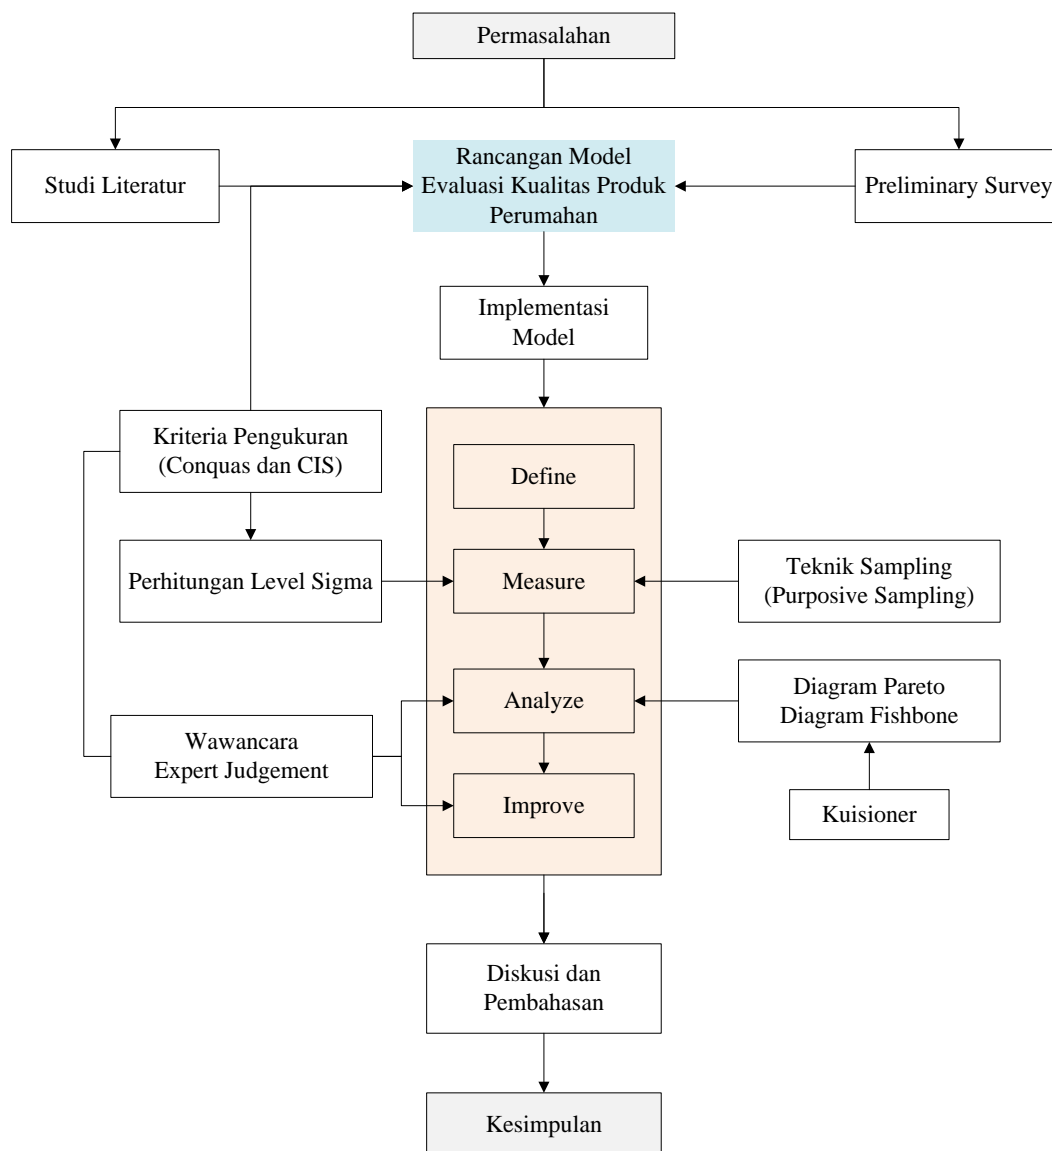 Permasalahan
Studi Literatur
Rancangan Model
Evaluasi Kualitas Produk
Perumahan
Preliminary Survey
Implementasi
Model
Kriteria Pengukuran
(Conquas dan CIS)
Define
Perhitungan Level Sigma
Measure
Teknik Sampling
(Purposive Sampling)
Analyze
Diagram Pareto
Diagram Fishbone
Wawancara
Expert Judgement
Improve
Kuisioner
Diskusi dan
Pembahasan
Kesimpulan